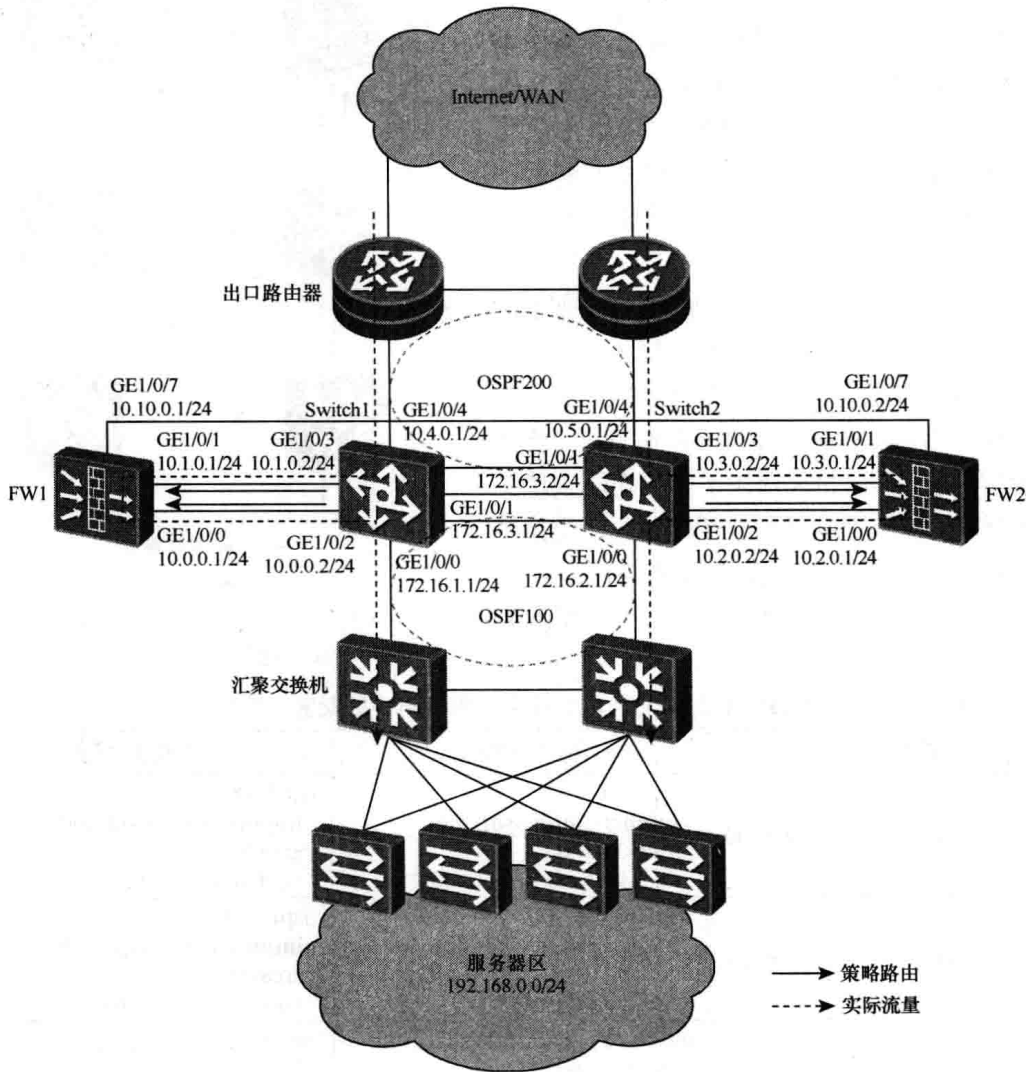 Internet/WAN
出口路由器
OSPF200
GE1/0/7
10.10.0.1/24
Switch1
GE1/0/4
10.4.0.1/24
GE1/0/4
10.5.0.1/24
Switch2
GE1/0/7
10.10.0.2/24
GE1/0/1
10.1.0.1/24
GE1/0/3
10.1.0.2/24
GE1/0/1
172.16.3.2/24
GE1/0/3
10.3.0.2/24
GE1/0/1
10.3.0.1/24
FW1
FW2
GE1/0/0
10.0.0.1/24
GE1/0/2
10.0.0.2/24
GE1/0/1
172.16.3.1/24
GE1/0/0
172.16.1.1/24
GE1/0/0
172.16.2.1/24
GE1/0/2
10.2.0.2/24
GE1/0/0
10.2.0.1/24
OSPF100
汇聚交换机
服务器区
192.168.0.0/24
策略路由
实际流量